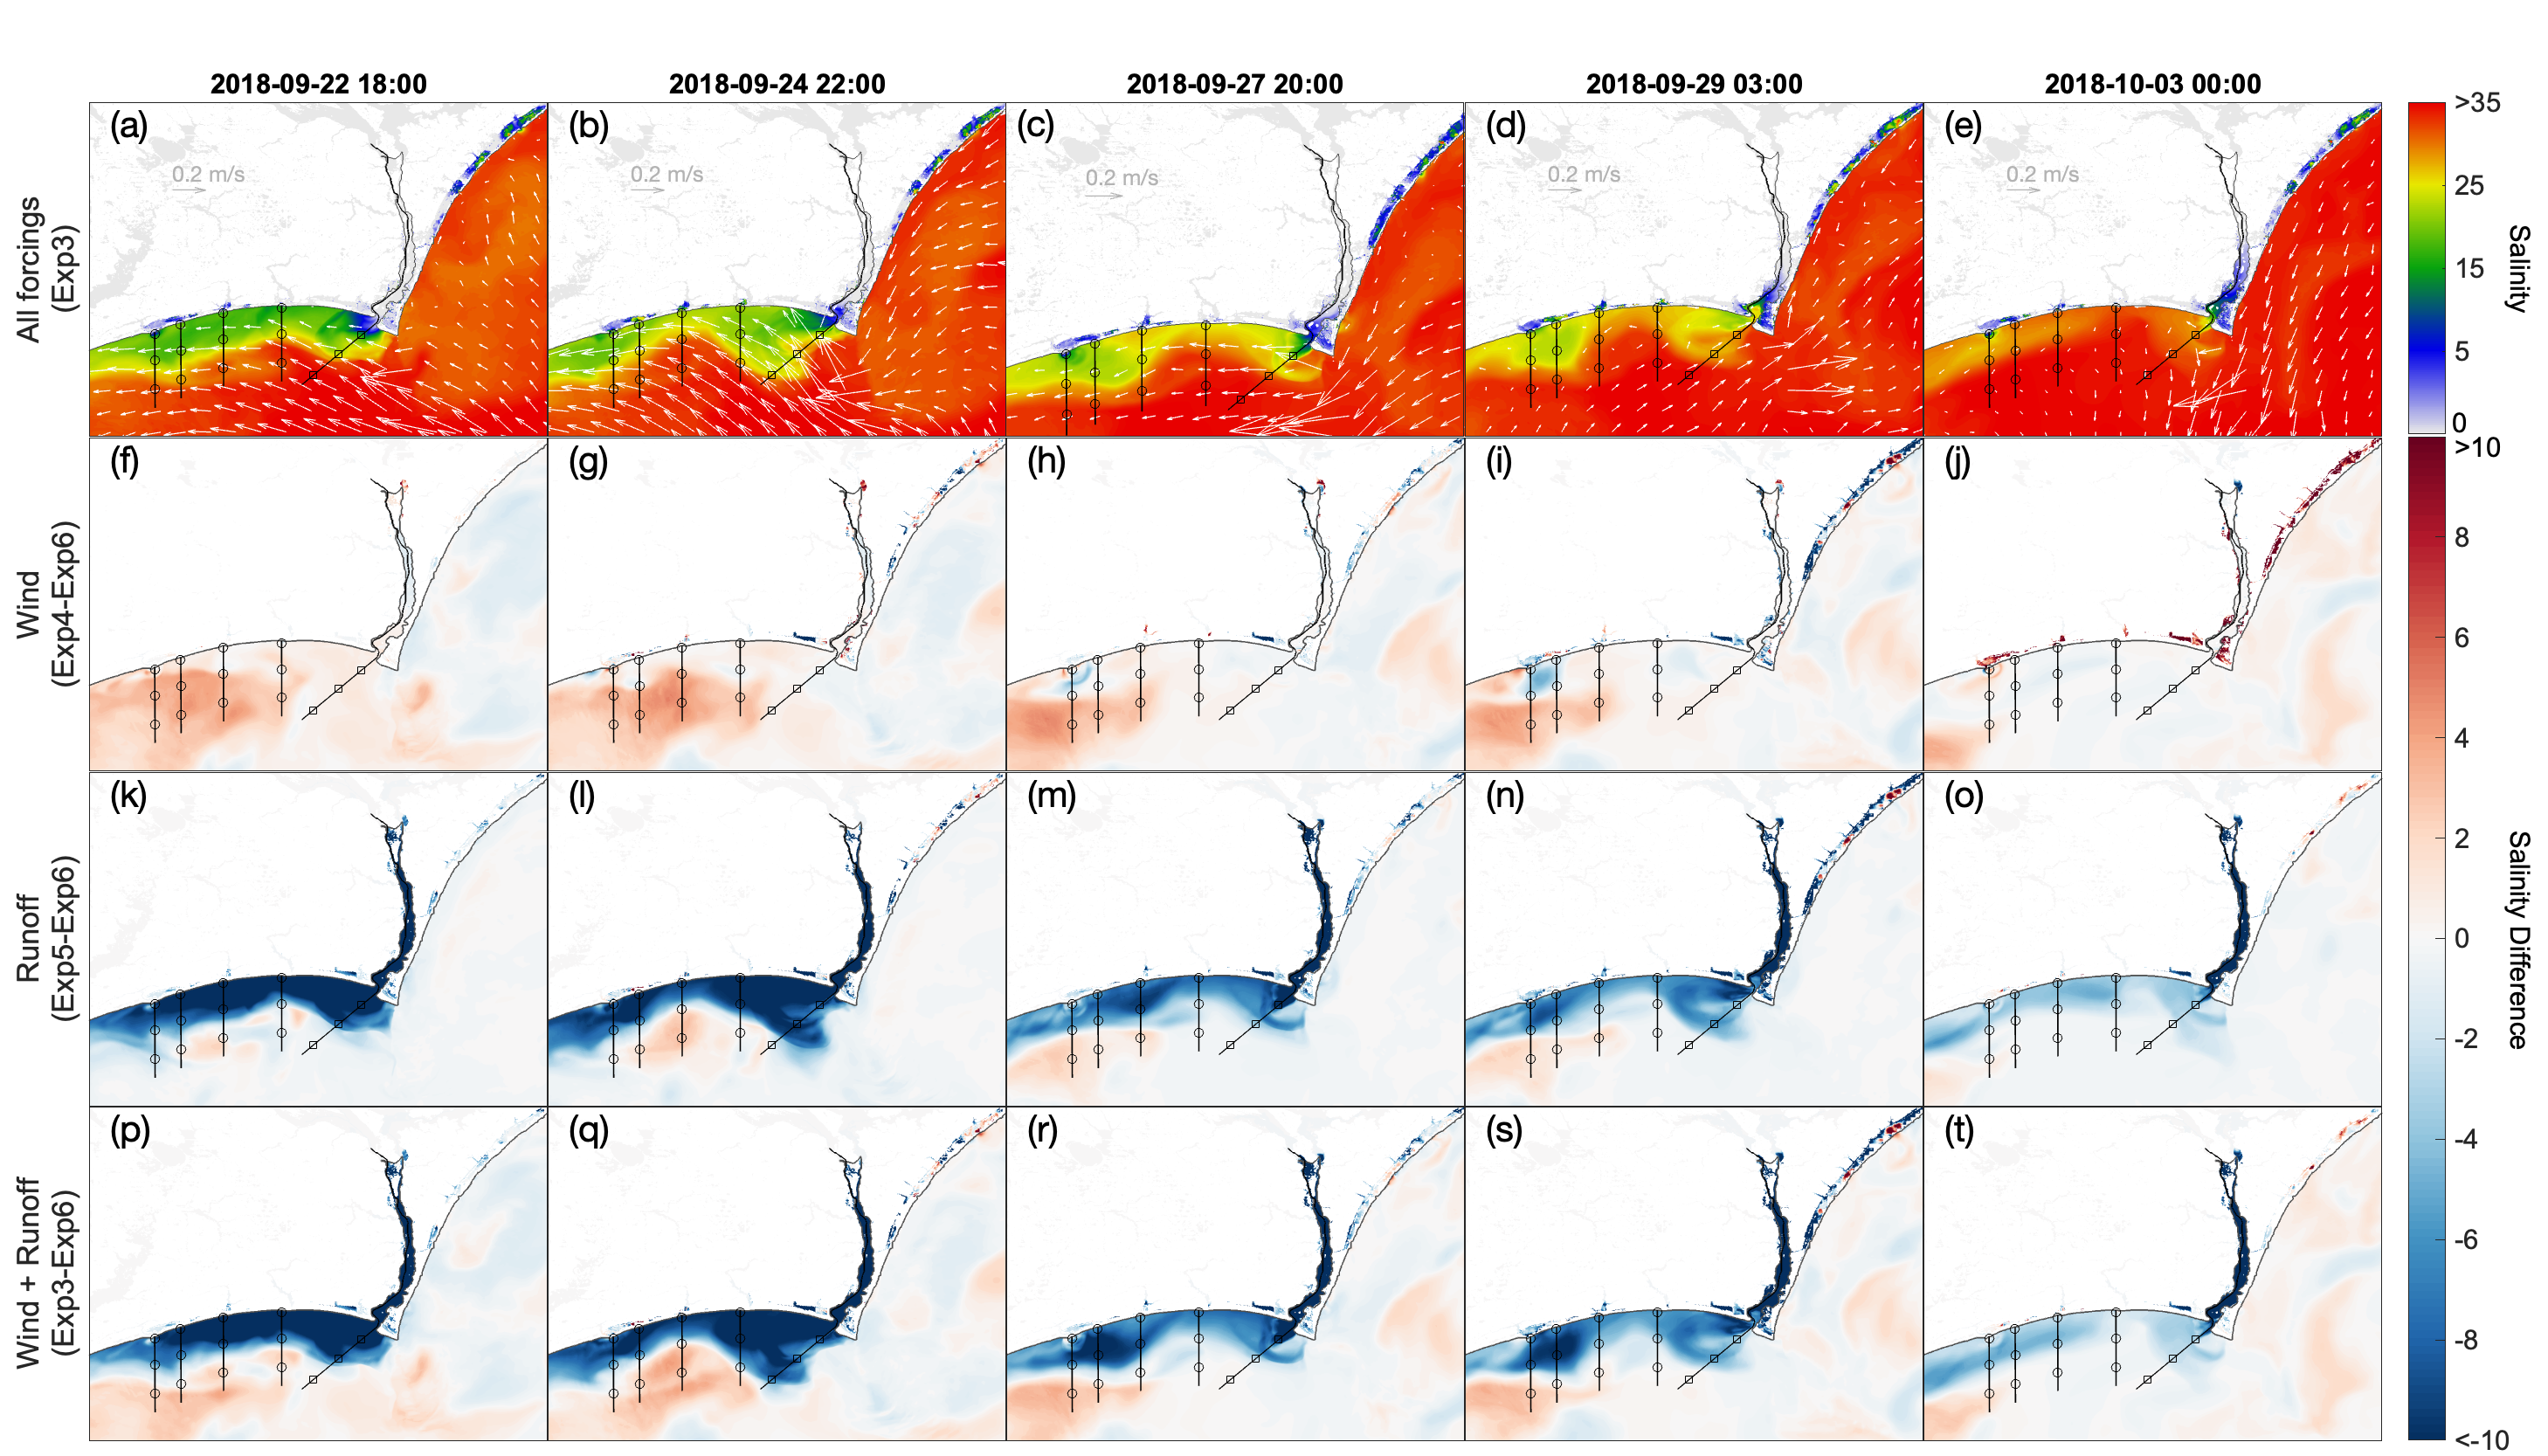 2018-09-22 18:00
2018-09-24 22:00
2018-09-27 20:00
2018-09-29 03:00
2018-10-03 00:00
All forcings
(Exp3)
(a)
(b)
(c)
(d)
(e)
0.2 m/s
0.2 m/s
0.2 m/s
0.2 m/s
0.2 m/s
>35
25
15
5
0
Salinity
Wind
(Exp4-Exp6)
(f)
(g)
(h)
(i)
(j)
Runoff
(Exp5-Exp6)
(k)
(l)
(m)
(n)
(o)
Wind + Runoff
(Exp3-Exp6)
(p)
(q)
(r)
(s)
(t)
>10
8
6
4
2
0
-2
-4
-6
-8
<-10
Salinity Difference